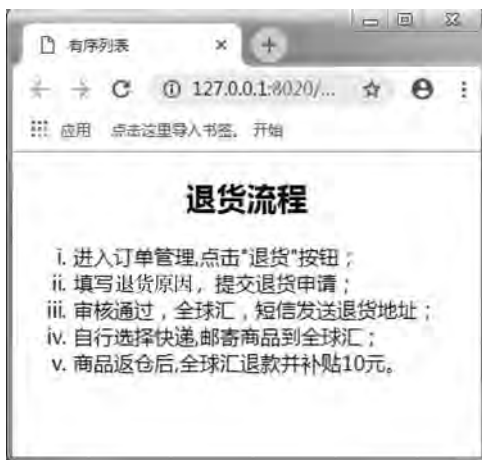 有序列表
127.0.0.1:8020/...
应用 点击这里导入书签。 开始
退货流程
i. 进入订单管理,点击"退货"按钮；
ii. 填写退货原因，提交退货申请；
iii. 审核通过，全球汇，短信发送退货地址；
iv. 自行选择快递,邮寄商品到全球汇；
v. 商品返仓后,全球汇退款并补贴10元。